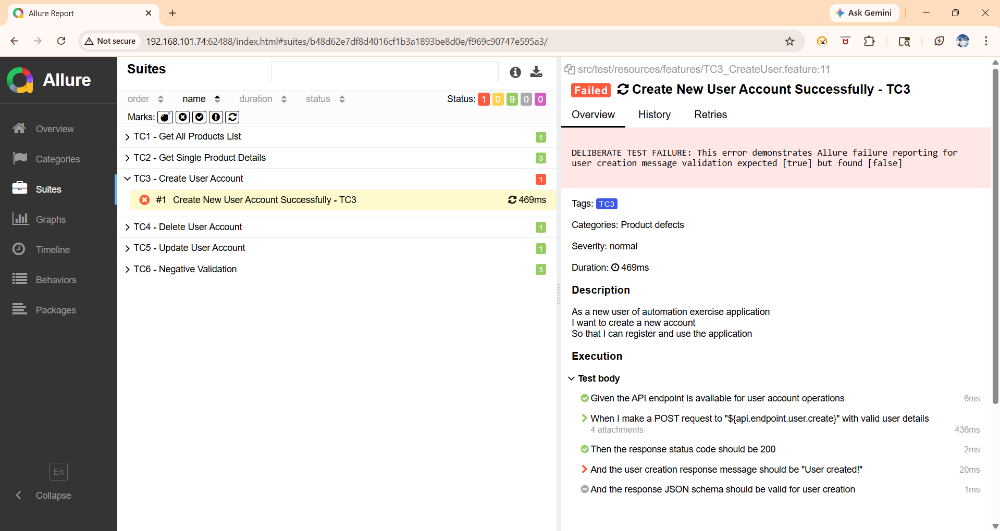 Allure Report
Ask Gemini
Not secure
192.168.101.74:62488/index.html#suites/b48d62e7df8d4016cf1b3a1893be8d0e/f969c90747e595a3/
Allure
Overview
Categories
Suites
Graphs
Timeline
Behaviors
Packages
En
Collapse
Suites
order name duration status Status: 1 0 9 0 0
Marks:
TC1 - Get All Products List 1
TC2 - Get Single Product Details 3
TC3 - Create User Account 1
#1 Create New User Account Successfully - TC3 469ms
TC4 - Delete User Account 1
TC5 - Update User Account 1
TC6 - Negative Validation 3
src/test/resources/features/TC3_CreateUser.feature:11
Failed Create New User Account Successfully - TC3
Overview History Retries
DELIBERATE TEST FAILURE: This error demonstrates Allure failure reporting for
user creation message validation expected [true] but found [false]
Tags: TC3
Categories: Product defects
Severity: normal
Duration: 469ms
Description
As a new user of automation exercise application
I want to create a new account
So that I can register and use the application
Execution
Test body
Given the API endpoint is available for user account operations 6ms
When I make a POST request to "${api.endpoint.user.create}" with valid user details
4 attachments 436ms
Then the response status code should be 200 2ms
And the user creation response message should be "User created!" 20ms
And the response JSON schema should be valid for user creation 1ms